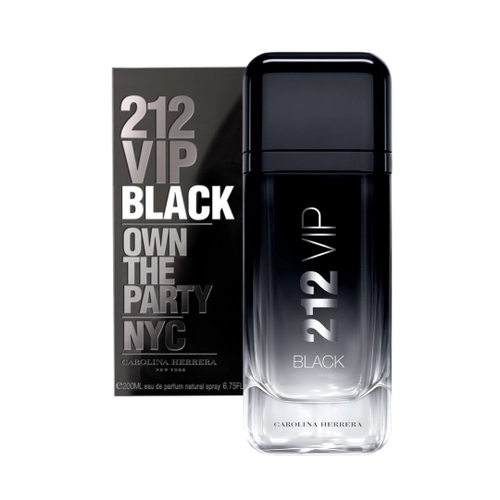 212
VIP
BLACK
OWN
THE
PARTY
NYC
CAROLINA HERRERA
NEW YORK
℮200ML eau de parfum natural spray 6.75FL
212 VIP
BLACK
CAROLINA HERRERA